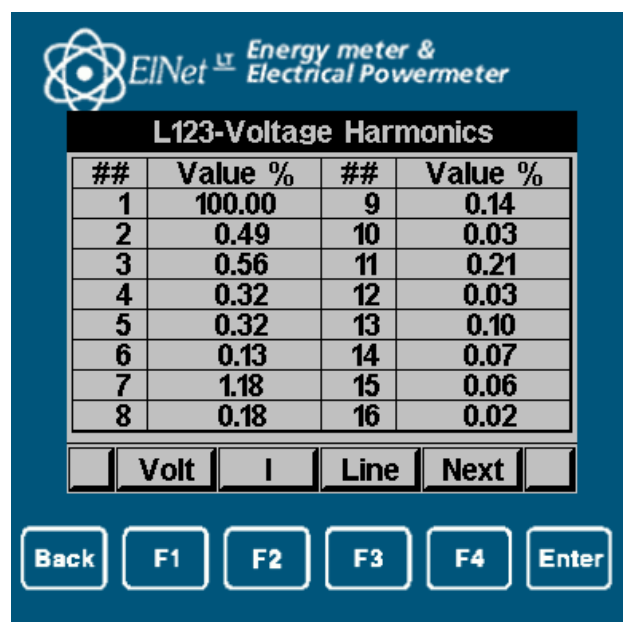 ElNet LT Energy meter &
Electrical Powermeter
L123-Voltage Harmonics
## Value % ## Value %
1 100.00 9 0.14
2 0.49 10 0.03
3 0.56 11 0.21
4 0.32 12 0.03
5 0.32 13 0.10
6 0.13 14 0.07
7 1.18 15 0.06
8 0.18 16 0.02
Volt I Line Next
Back F1 F2 F3 F4 Enter